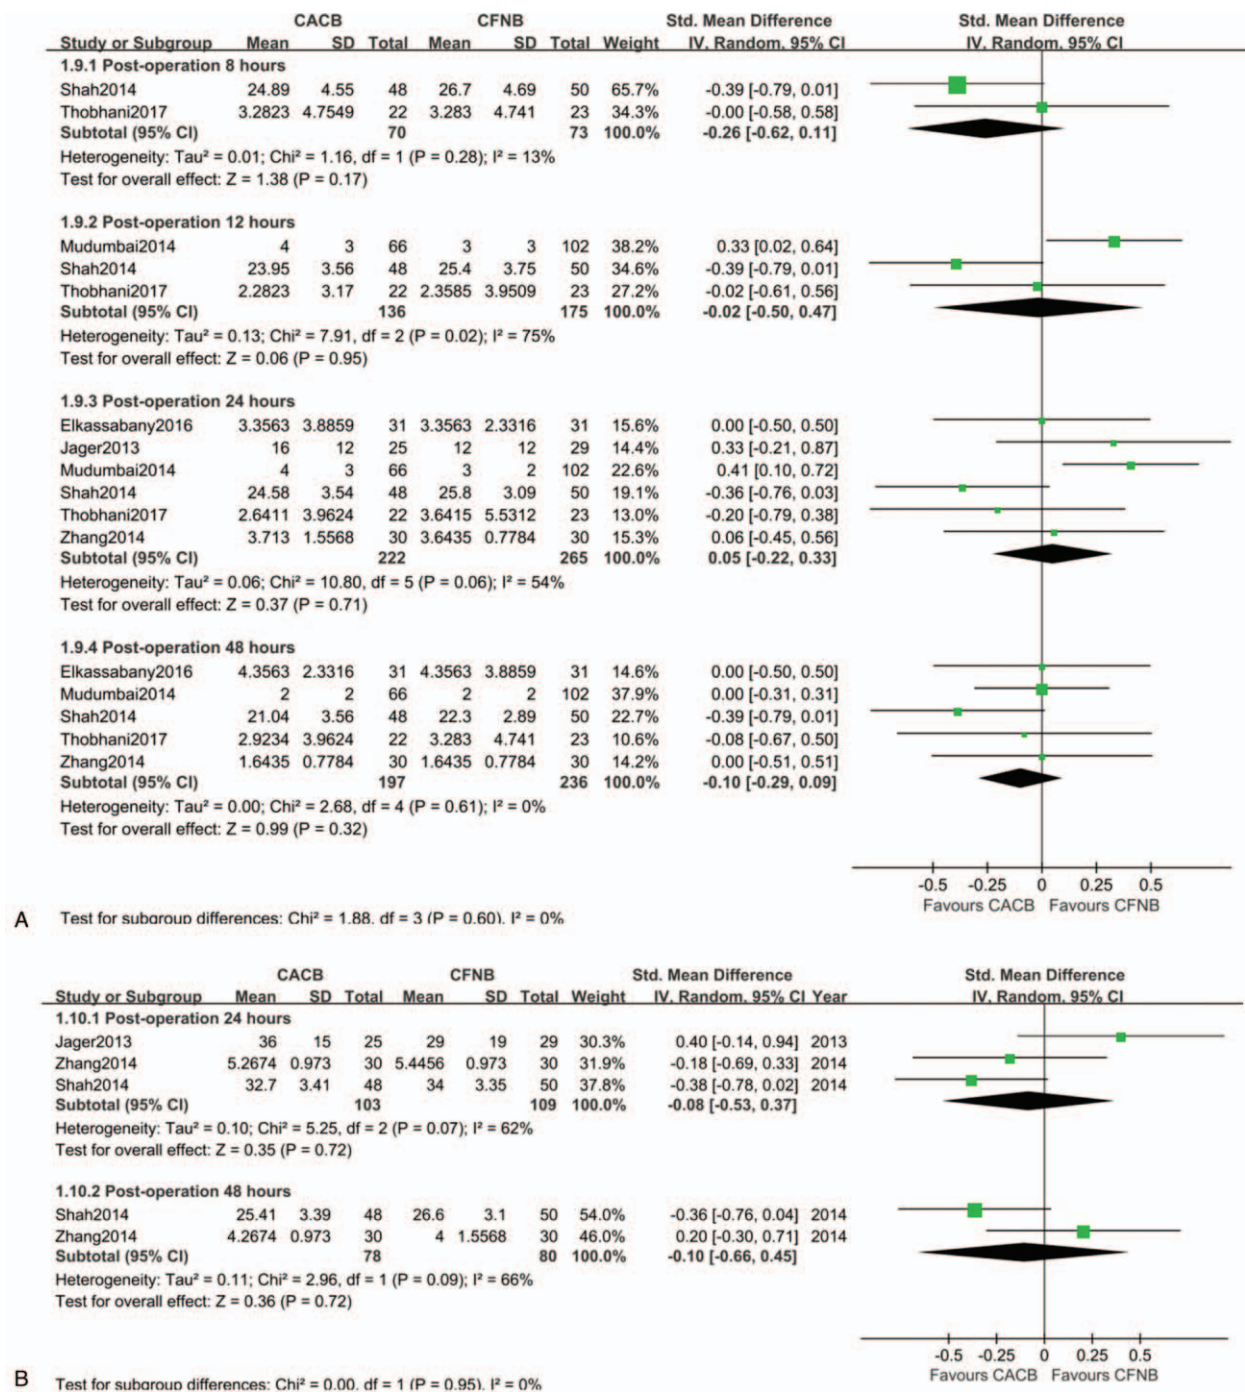 CACB CFNB Std. Mean Difference Std. Mean Difference
Study or Subgroup Mean SD Total Mean SD Total Weight IV, Random, 95% CI IV, Random, 95% CI
1.9.1 Post-operation 8 hours
Shah2014 24.89 4.55 48 26.7 4.69 50 65.7% -0.39 [-0.79, 0.01]
Thobhani2017 3.2823 4.7549 22 3.283 4.741 23 34.3% -0.00 [-0.58, 0.58]
Subtotal (95% CI) 70 73 100.0% -0.26 [-0.62, 0.11]
Heterogeneity: Tau² = 0.01; Chi² = 1.16, df = 1 (P = 0.28); I² = 13%
Test for overall effect: Z = 1.38 (P = 0.17)
1.9.2 Post-operation 12 hours
Mudumbai2014 4 3 66 3 3 102 38.2% 0.33 [0.02, 0.64]
Shah2014 23.95 3.56 48 25.4 3.75 50 34.6% -0.39 [-0.79, 0.01]
Thobhani2017 2.2823 3.17 22 2.3585 3.9509 23 27.2% -0.02 [-0.61, 0.56]
Subtotal (95% CI) 136 175 100.0% -0.02 [-0.50, 0.47]
Heterogeneity: Tau² = 0.13; Chi² = 7.91, df = 2 (P = 0.02); I² = 75%
Test for overall effect: Z = 0.06 (P = 0.95)
1.9.3 Post-operation 24 hours
Elkassabany2016 3.3563 3.8859 31 3.3563 2.3316 31 15.6% 0.00 [-0.50, 0.50]
Jager2013 16 12 25 12 12 29 14.4% 0.33 [-0.21, 0.87]
Mudumbai2014 4 3 66 3 2 102 22.6% 0.41 [0.10, 0.72]
Shah2014 24.58 3.54 48 25.8 3.09 50 19.1% -0.36 [-0.76, 0.03]
Thobhani2017 2.6411 3.9624 22 3.6415 5.5312 23 13.0% -0.20 [-0.79, 0.38]
Zhang2014 3.713 1.5568 30 3.6435 0.7784 30 15.3% 0.06 [-0.45, 0.56]
Subtotal (95% CI) 222 265 100.0% 0.05 [-0.22, 0.33]
Heterogeneity: Tau² = 0.06; Chi² = 10.80, df = 5 (P = 0.06); I² = 54%
Test for overall effect: Z = 0.37 (P = 0.71)
1.9.4 Post-operation 48 hours
Elkassabany2016 4.3563 2.3316 31 4.3563 3.8859 31 14.6% 0.00 [-0.50, 0.50]
Mudumbai2014 2 2 66 2 2 102 37.9% 0.00 [-0.31, 0.31]
Shah2014 21.04 3.56 48 22.3 2.89 50 22.7% -0.39 [-0.79, 0.01]
Thobhani2017 2.9234 3.9624 22 3.283 4.741 23 10.6% -0.08 [-0.67, 0.50]
Zhang2014 1.6435 0.7784 30 1.6435 0.7784 30 14.2% 0.00 [-0.51, 0.51]
Subtotal (95% CI) 197 236 100.0% -0.10 [-0.29, 0.09]
Heterogeneity: Tau² = 0.00; Chi² = 2.68, df = 4 (P = 0.61); I² = 0%
Test for overall effect: Z = 0.99 (P = 0.32)
-0.5 -0.25 0 0.25 0.5
Favours CACB Favours CFNB
A Test for subgroup differences: Chi² = 1.88, df = 3 (P = 0.60), I² = 0%
CACB CFNB Std. Mean Difference Std. Mean Difference
Study or Subgroup Mean SD Total Mean SD Total Weight IV, Random, 95% CI Year IV, Random, 95% CI
1.10.1 Post-operation 24 hours
Jager2013 36 15 25 29 19 29 30.3% 0.40 [-0.14, 0.94] 2013
Zhang2014 5.2674 0.973 30 5.4456 0.973 30 31.9% -0.18 [-0.69, 0.33] 2014
Shah2014 32.7 3.41 48 34 3.35 50 37.8% -0.38 [-0.78, 0.02] 2014
Subtotal (95% CI) 103 109 100.0% -0.08 [-0.53, 0.37]
Heterogeneity: Tau² = 0.10; Chi² = 5.25, df = 2 (P = 0.07); I² = 62%
Test for overall effect: Z = 0.35 (P = 0.72)
1.10.2 Post-operation 48 hours
Shah2014 25.41 3.39 48 26.6 3.1 50 54.0% -0.36 [-0.76, 0.04] 2014
Zhang2014 4.2674 0.973 30 4 1.5568 30 46.0% 0.20 [-0.30, 0.71] 2014
Subtotal (95% CI) 78 80 100.0% -0.10 [-0.66, 0.45]
Heterogeneity: Tau² = 0.11; Chi² = 2.96, df = 1 (P = 0.09); I² = 66%
Test for overall effect: Z = 0.36 (P = 0.72)
-0.5 -0.25 0 0.25 0.5
Favours CACB Favours CFNB
B Test for subgroup differences: Chi² = 0.00, df = 1 (P = 0.95), I² = 0%